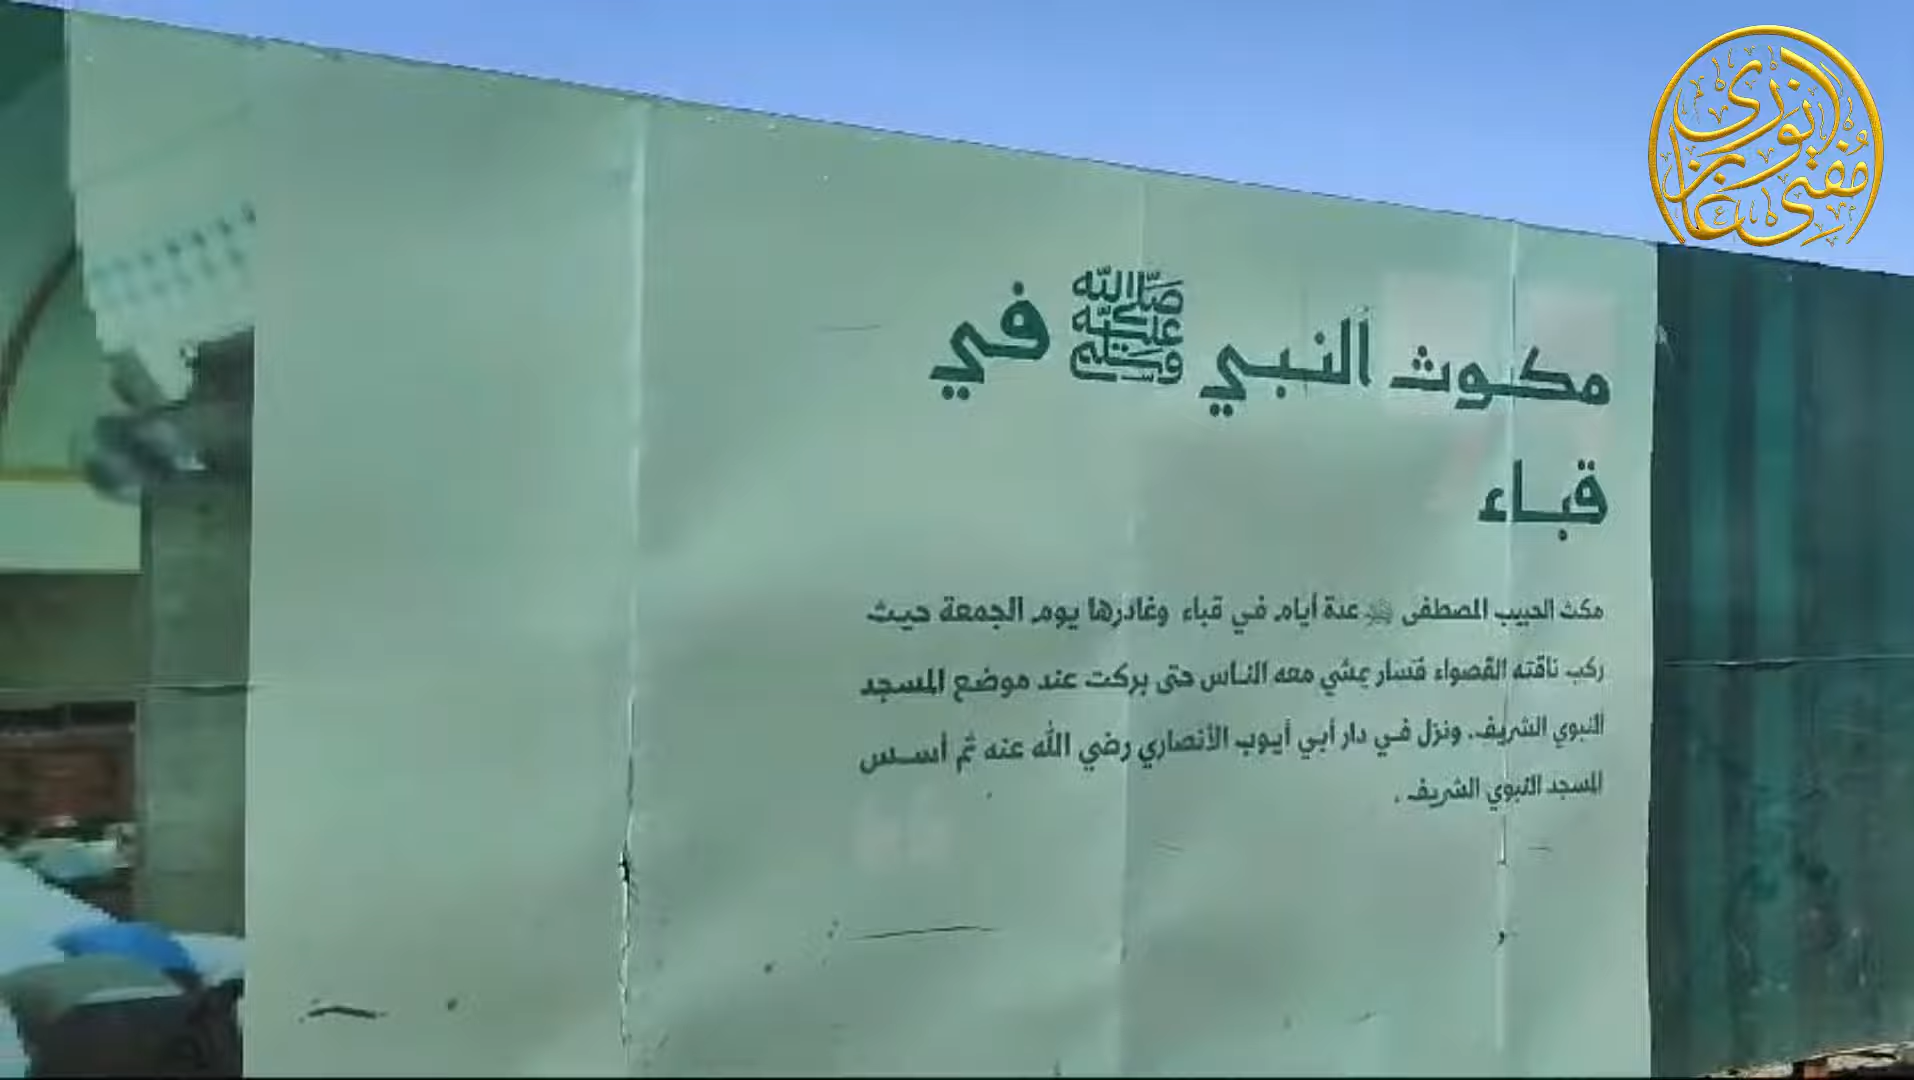 مكوث النبي ﷺ في
قباء
مكث الحبيب المصطفى ﷺ عدة أيام في قباء وغادرها يوم الجمعة حيث
ركب ناقته القصواء فسار يمشي معه الناس حتى بركت عند موضع المسجد
النبوي الشريف. ونزل في دار أبي أيوب الأنصاري رضي الله عنه ثم أسس
المسجد النبوي الشريف .